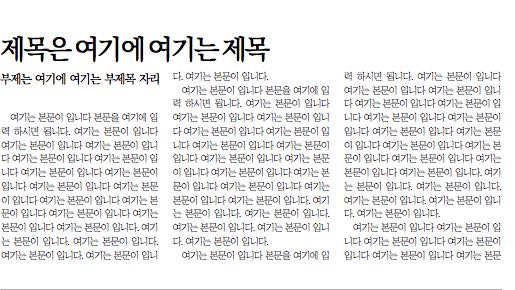 제목은 여기에 여기는 제목
부제는 여기에 여기는 부제목 자리
여기는 본문이 입니다 본문을 여기에 입
력 하시면 됩니다. 여기는 본문이 입니다
여기는 본문이 입니다 여기는 본문이 입니
다 여기는 본문이 입니다 여기는 본문이 입
니다 여기는 본문이 입니다 여기는 본문이
입니다 여기는 본문이 입니다 여기는 본문
이 입니다 여기는 본문이 입니다 여기는 본
문이 입니다 여기는 본문이 입니다 여기는
본문이 입니다. 여기는 본문이 입니다. 여기
는 본문이 입니다. 여기는 본문이 입니다.
여기는 본문이 입니다. 여기는 본문이 입니
다. 여기는 본문이 입니다.
여기는 본문이 입니다 본문을 여기에 입
력 하시면 됩니다. 여기는 본문이 입니다
여기는 본문이 입니다 여기는 본문이 입니
다 여기는 본문이 입니다 여기는 본문이 입
니다 여기는 본문이 입니다 여기는 본문이
입니다 여기는 본문이 입니다 여기는 본문
이 입니다 여기는 본문이 입니다 여기는 본
문이 입니다 여기는 본문이 입니다 여기는
본문이 입니다. 여기는 본문이 입니다. 여기
는 본문이 입니다. 여기는 본문이 입니다.
여기는 본문이 입니다. 여기는 본문이 입니
다. 여기는 본문이 입니다.
여기는 본문이 입니다 본문을 여기에 입
력 하시면 됩니다. 여기는 본문이 입니다
여기는 본문이 입니다 여기는 본문이 입니
다 여기는 본문이 입니다 여기는 본문이 입
니다 여기는 본문이 입니다 여기는 본문이
입니다 여기는 본문이 입니다 여기는 본문
이 입니다 여기는 본문이 입니다 여기는 본
문이 입니다 여기는 본문이 입니다 여기는
본문이 입니다. 여기는 본문이 입니다. 여기
는 본문이 입니다. 여기는 본문이 입니다.
여기는 본문이 입니다. 여기는 본문이 입니
다. 여기는 본문이 입니다.
여기는 본문이 입니다 여기는 본문이 입
니다 여기는 본문이 입니다 여기는 본문이
입니다 여기는 본문이 입니다 여기는 본문